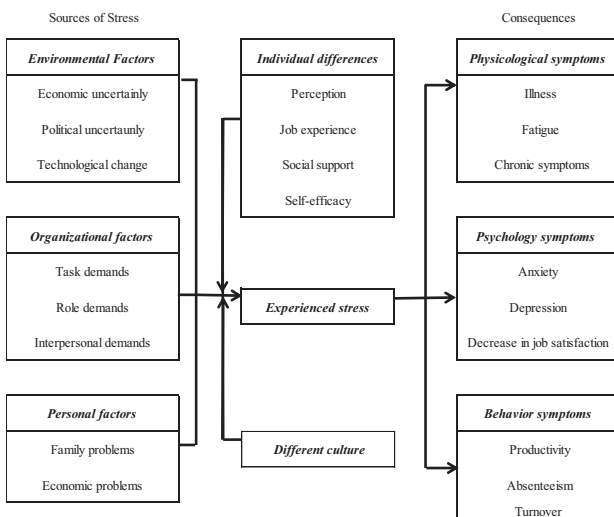 Sources of Stress
Consequences
Environmental Factors
Economic uncertainly
Political uncertaunly
Technological change
Organizational factors
Task demands
Role demands
Interpersonal demands
Personal factors
Family problems
Economic problems
Individual differences
Perception
Job experience
Social support
Self-efficacy
Experienced stress
Different culture
Physicological symptoms
Illness
Fatigue
Chronic symptoms
Psychology symptoms
Anxiety
Depression
Decrease in job satisfaction
Behavior symptoms
Productivity
Absenteeism
Turnover